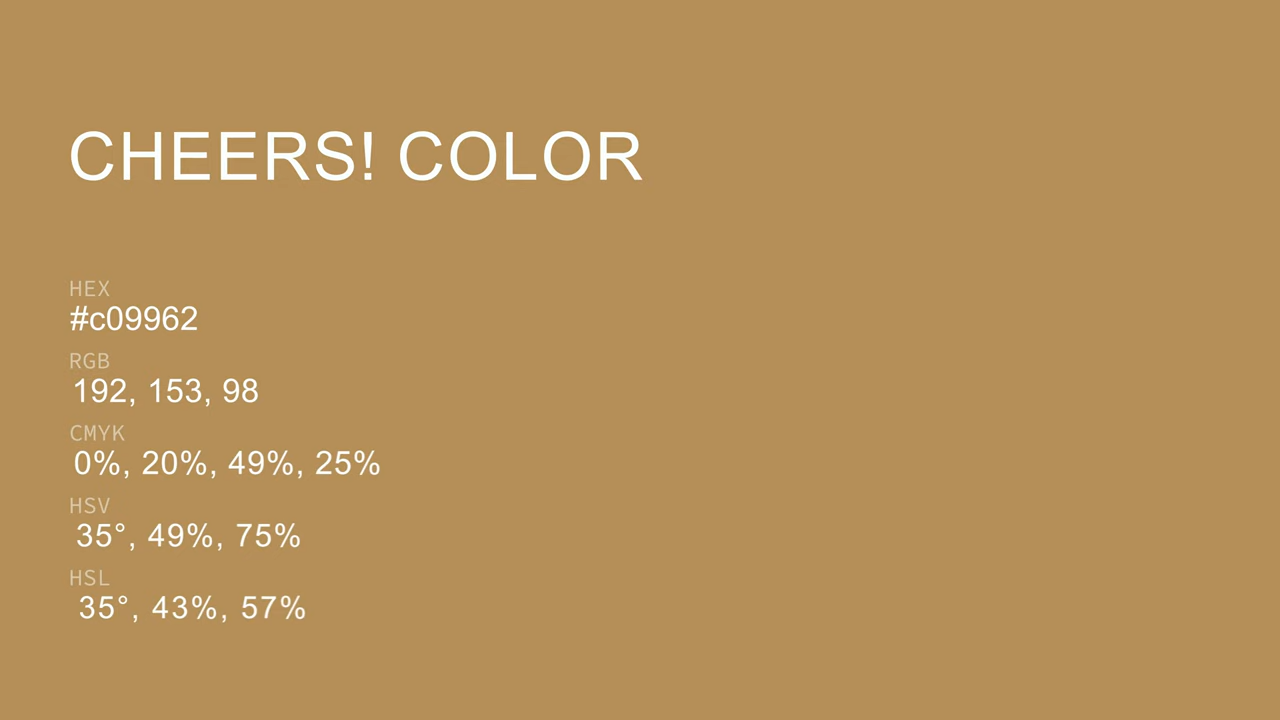 CHEERS! COLOR
HEX
#c09962
RGB
192, 153, 98
CMYK
0%, 20%, 49%, 25%
HSV
35°, 49%, 75%
HSL
35°, 43%, 57%